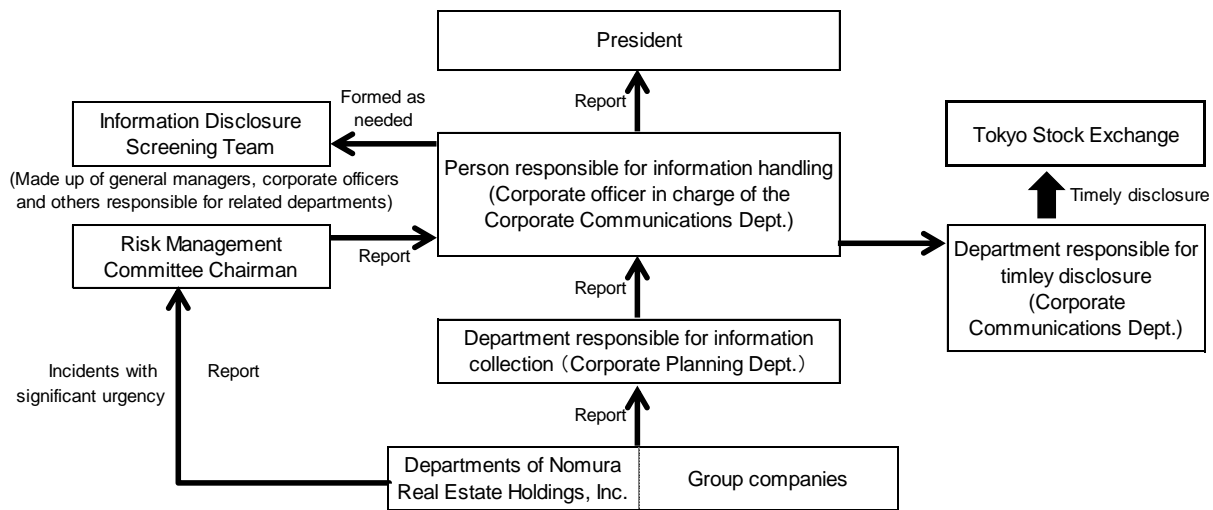 President
Report
Formed as
needed
Information Disclosure
Screening Team
(Made up of general managers, corporate officers
and others responsible for related departments)
Person responsible for information handling
(Corporate officer in charge of the
Corporate Communications Dept.)
Tokyo Stock Exchange
Timely disclosure
Risk Management
Committee Chairman
Report
Department responsible for
timley disclosure
(Corporate
Communications Dept.)
Report
Department responsible for information
collection（Corporate Planning Dept.）
Incidents with
significant urgency
Report
Report
Departments of Nomura
Real Estate Holdings, Inc.
Group companies